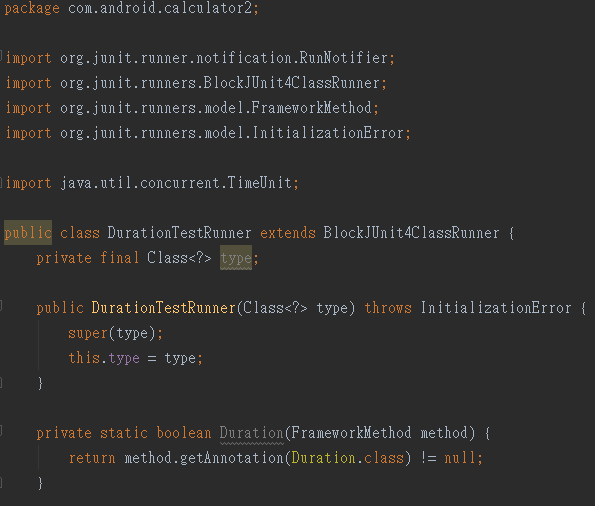 package com.android.calculator2;
import org.junit.runner.notification.RunNotifier;
import org.junit.runners.BlockJUnit4ClassRunner;
import org.junit.runners.model.FrameworkMethod;
import org.junit.runners.model.InitializationError;
import java.util.concurrent.TimeUnit;
public class DurationTestRunner extends BlockJUnit4ClassRunner {
    private final Class<?> type;
    public DurationTestRunner(Class<?> type) throws InitializationError {
        super(type);
        this.type = type;
    }
    private static boolean Duration(FrameworkMethod method) {
        return method.getAnnotation(Duration.class) != null;
    }